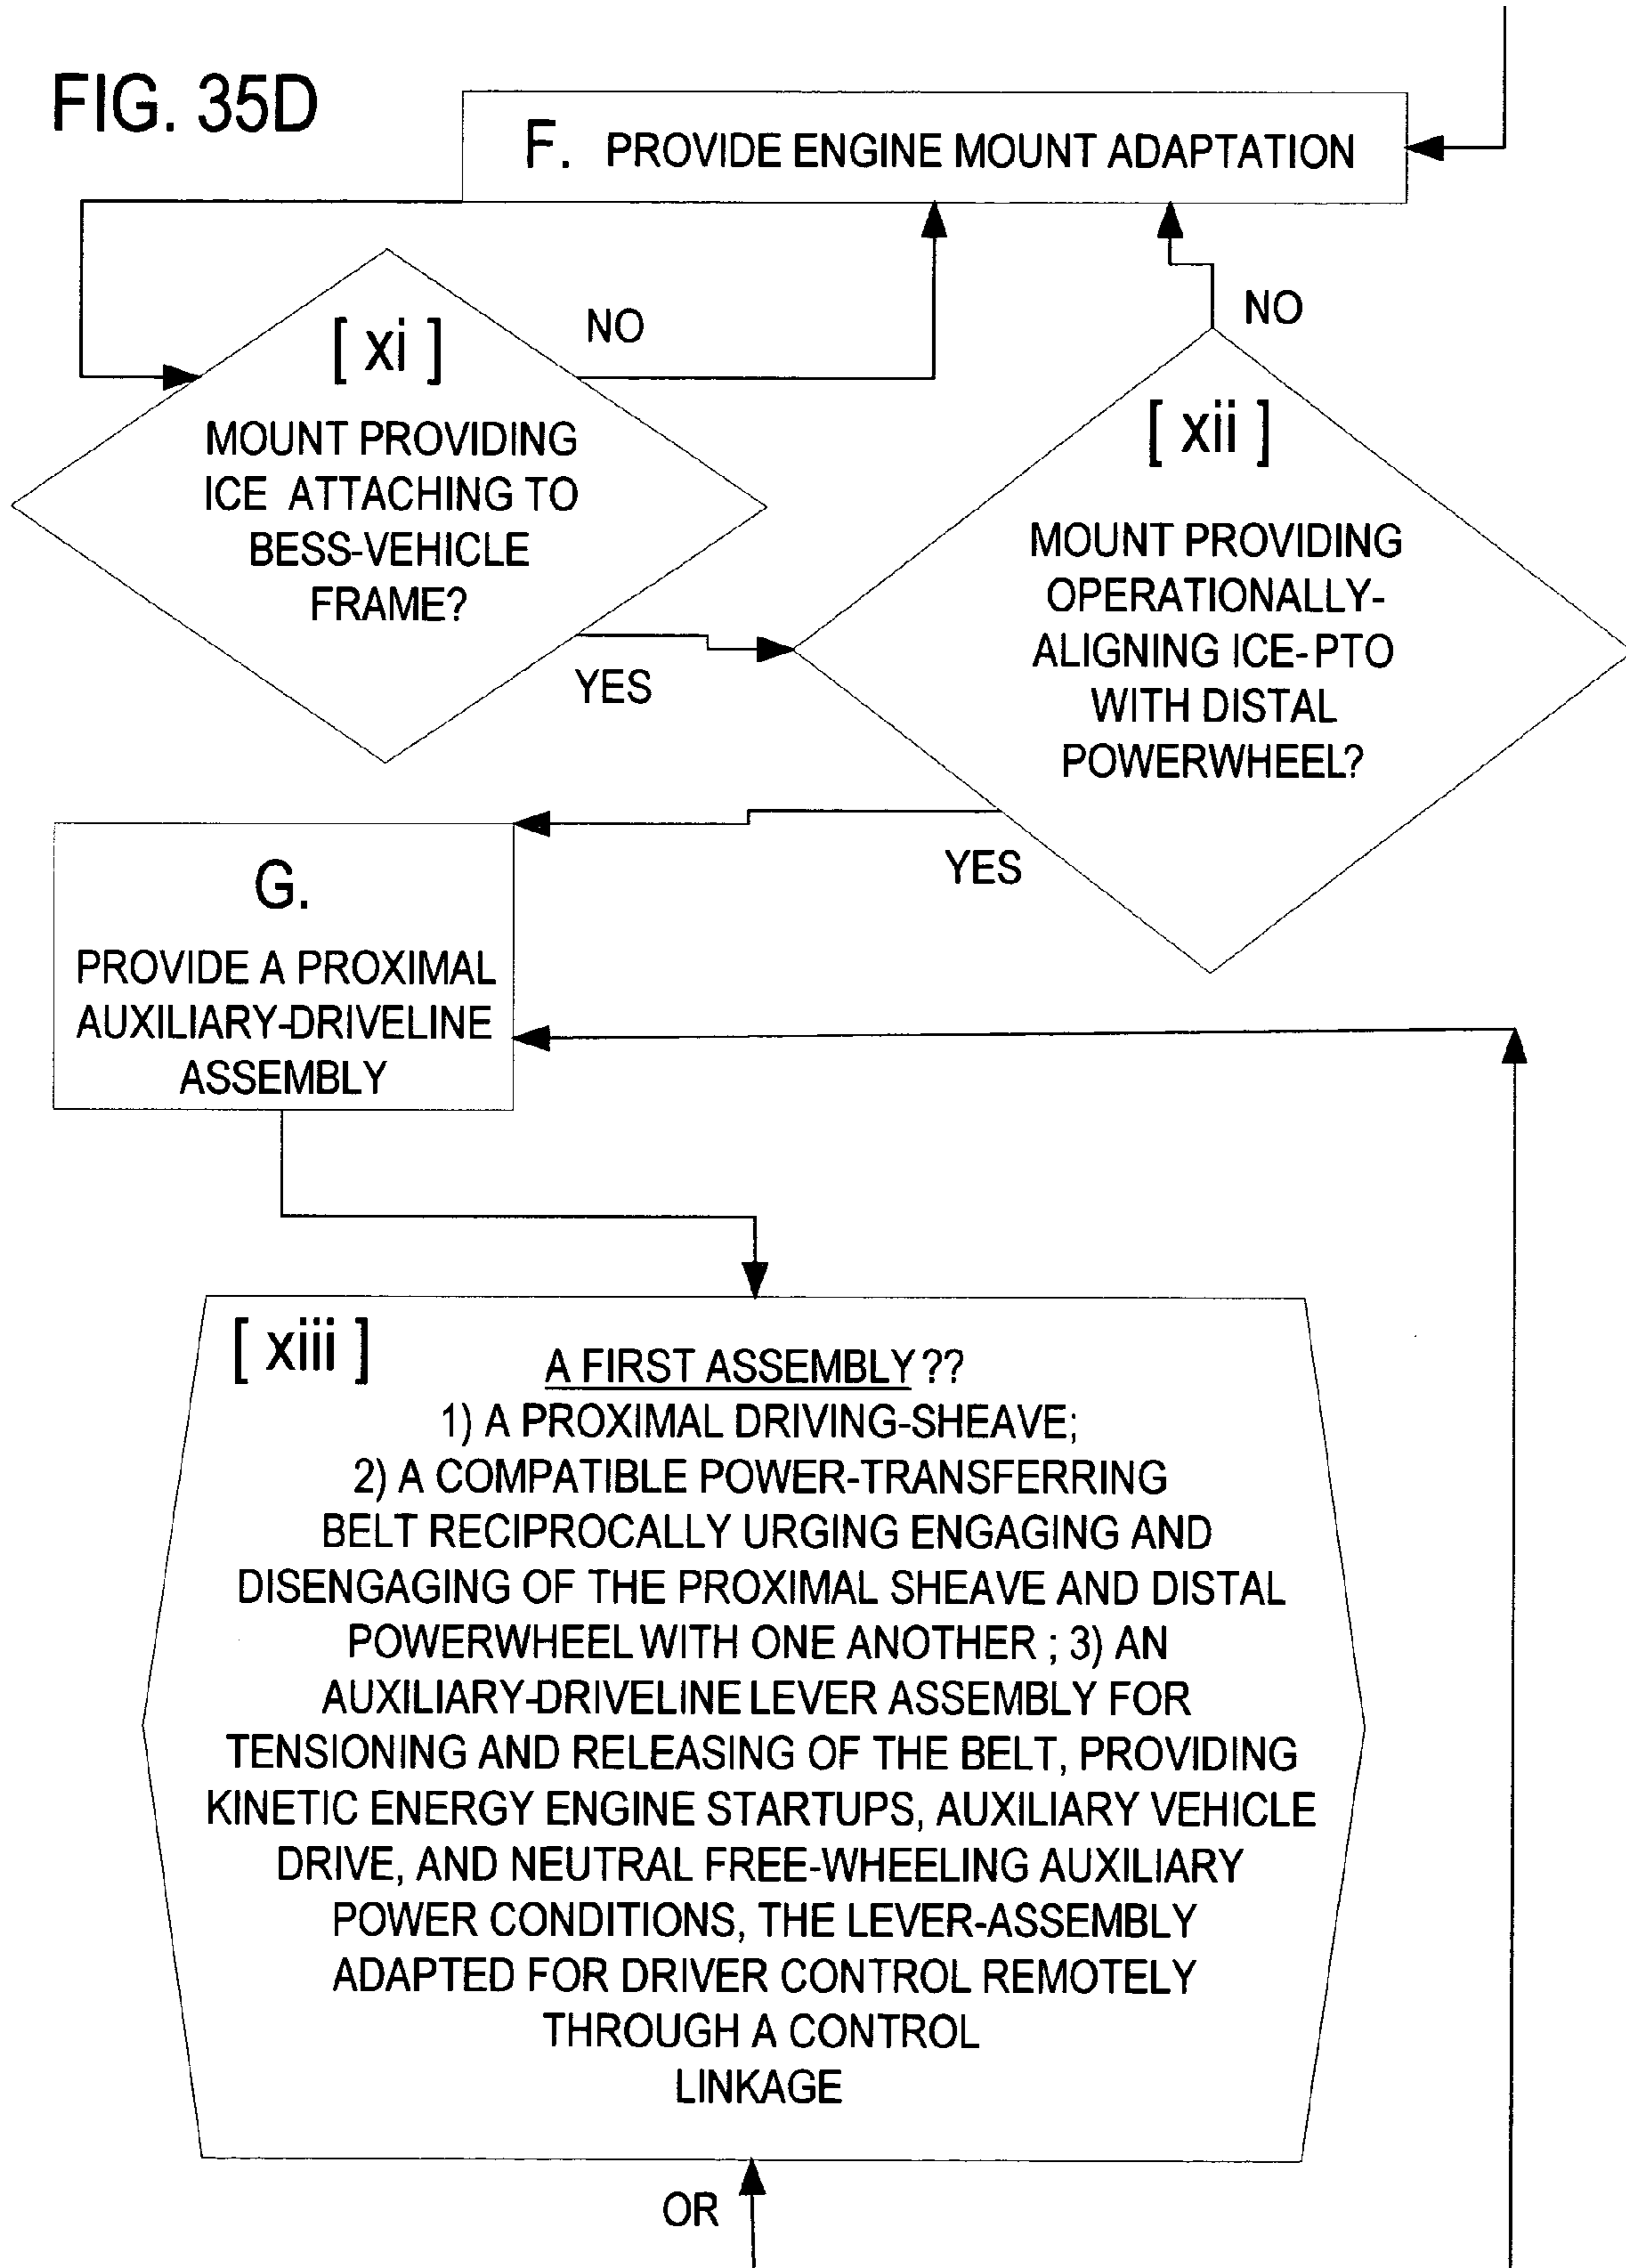 FIG. 35D
F. PROVIDE ENGINE MOUNT ADAPTATION
[ xi ]
MOUNT PROVIDING
ICE ATTACHING TO
BESS-VEHICLE
FRAME?
NO
YES
[ xii ]
MOUNT PROVIDING
OPERATIONALLY-
ALIGNING ICE-PTO
WITH DISTAL
POWERWHEEL?
NO
YES
G.
PROVIDE A PROXIMAL
AUXILIARY-DRIVELINE
ASSEMBLY
[ xiii ]
A FIRST ASSEMBLY ??
1) A PROXIMAL DRIVING-SHEAVE;
2) A COMPATIBLE POWER-TRANSFERRING
BELT RECIPROCALLY URGING ENGAGING AND
DISENGAGING OF THE PROXIMAL SHEAVE AND DISTAL
POWERWHEEL WITH ONE ANOTHER ; 3) AN
AUXILIARY-DRIVELINE LEVER ASSEMBLY FOR
TENSIONING AND RELEASING OF THE BELT, PROVIDING
KINETIC ENERGY ENGINE STARTUPS, AUXILIARY VEHICLE
DRIVE, AND NEUTRAL FREE-WHEELING AUXILIARY
POWER CONDITIONS, THE LEVER-ASSEMBLY
ADAPTED FOR DRIVER CONTROL REMOTELY
THROUGH A CONTROL
LINKAGE
OR